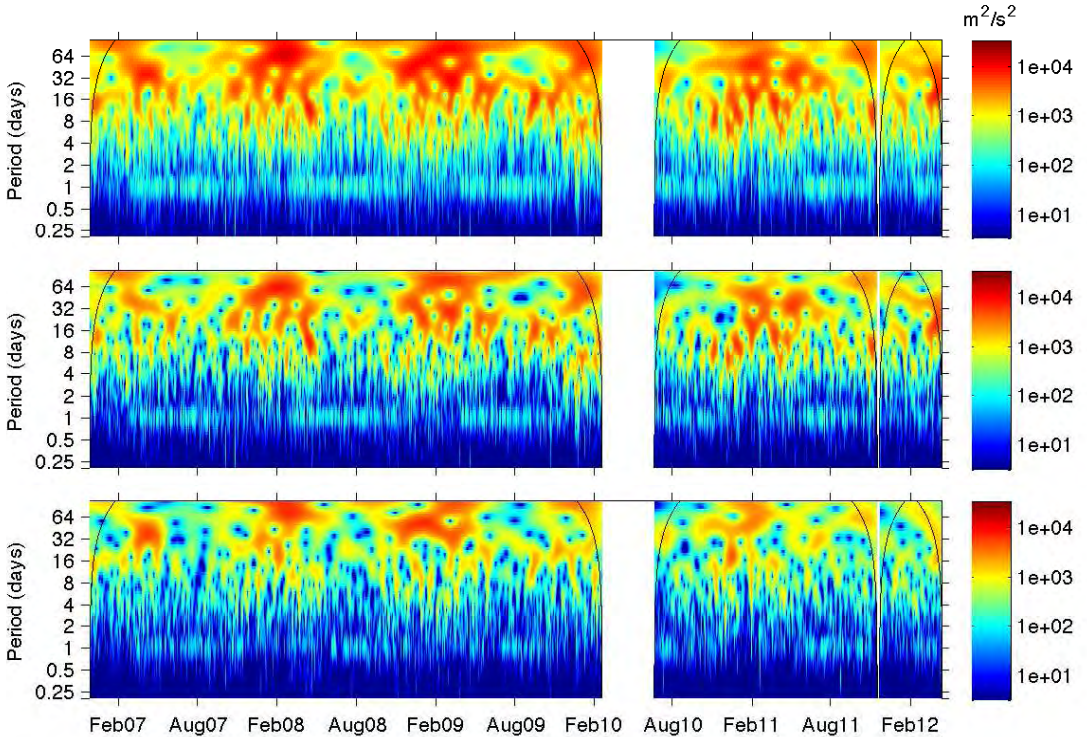 m²/s²
Period (days)
64
32
16
8
4
2
1
0.5
0.25
1e+04
1e+03
1e+02
1e+01
Period (days)
64
32
16
8
4
2
1
0.5
0.25
1e+04
1e+03
1e+02
1e+01
Period (days)
64
32
16
8
4
2
1
0.5
0.25
1e+04
1e+03
1e+02
1e+01
Feb07 Aug07 Feb08 Aug08 Feb09 Aug09 Feb10 Aug10 Feb11 Aug11 Feb12